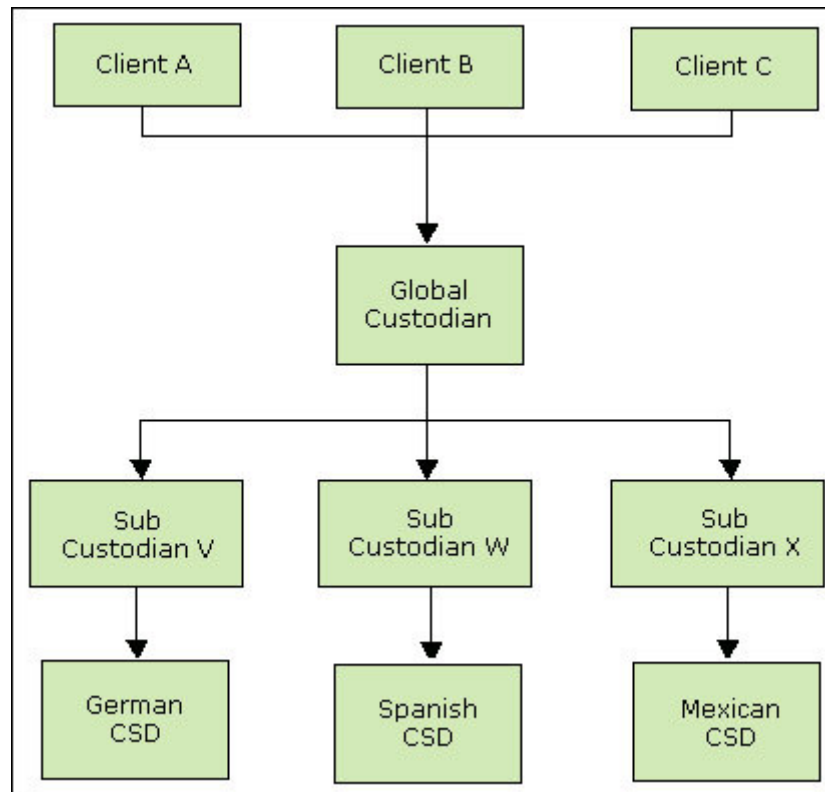 Client A
Client B
Client C
Global
Custodian
Sub
Custodian V
Sub
Custodian W
Sub
Custodian X
German
CSD
Spanish
CSD
Mexican
CSD